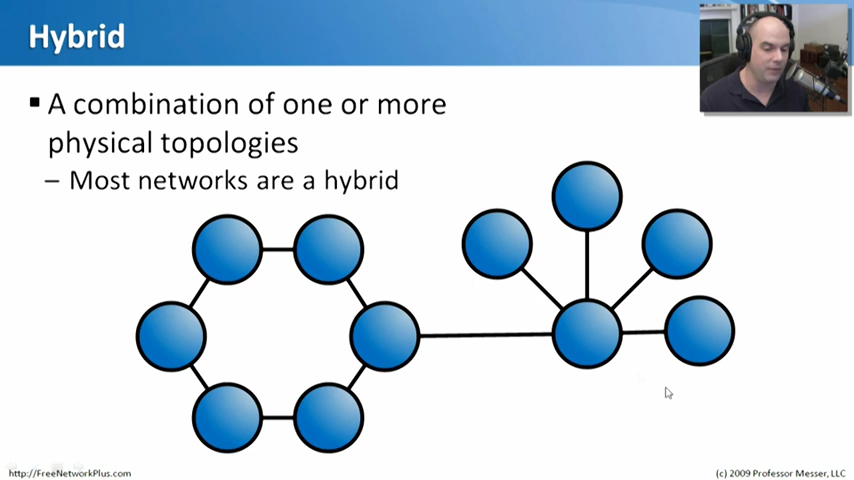 Hybrid
▪ A combination of one or more
physical topologies
– Most networks are a hybrid
http://FreeNetworkPlus.com
(c) 2009 Professor Messer, LLC